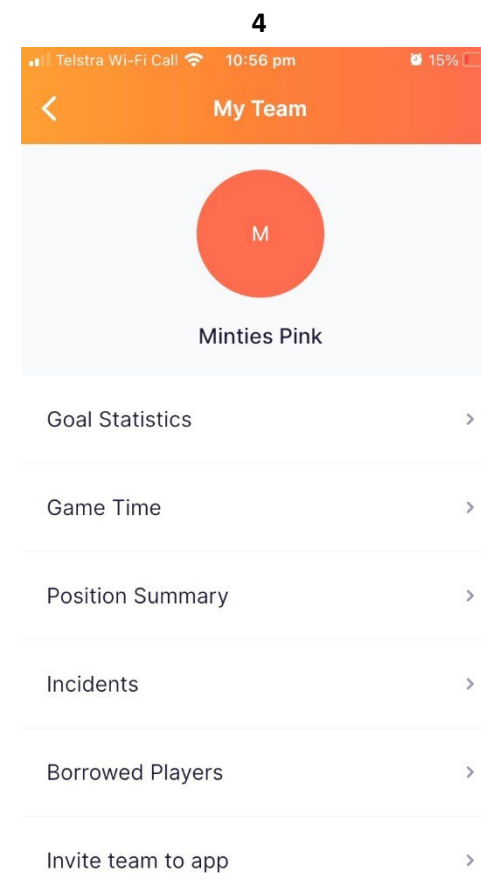 4
Telstra Wi-Fi Call 10:56 pm 15%
My Team
M
Minties Pink
Goal Statistics
Game Time
Position Summary
Incidents
Borrowed Players
Invite team to app